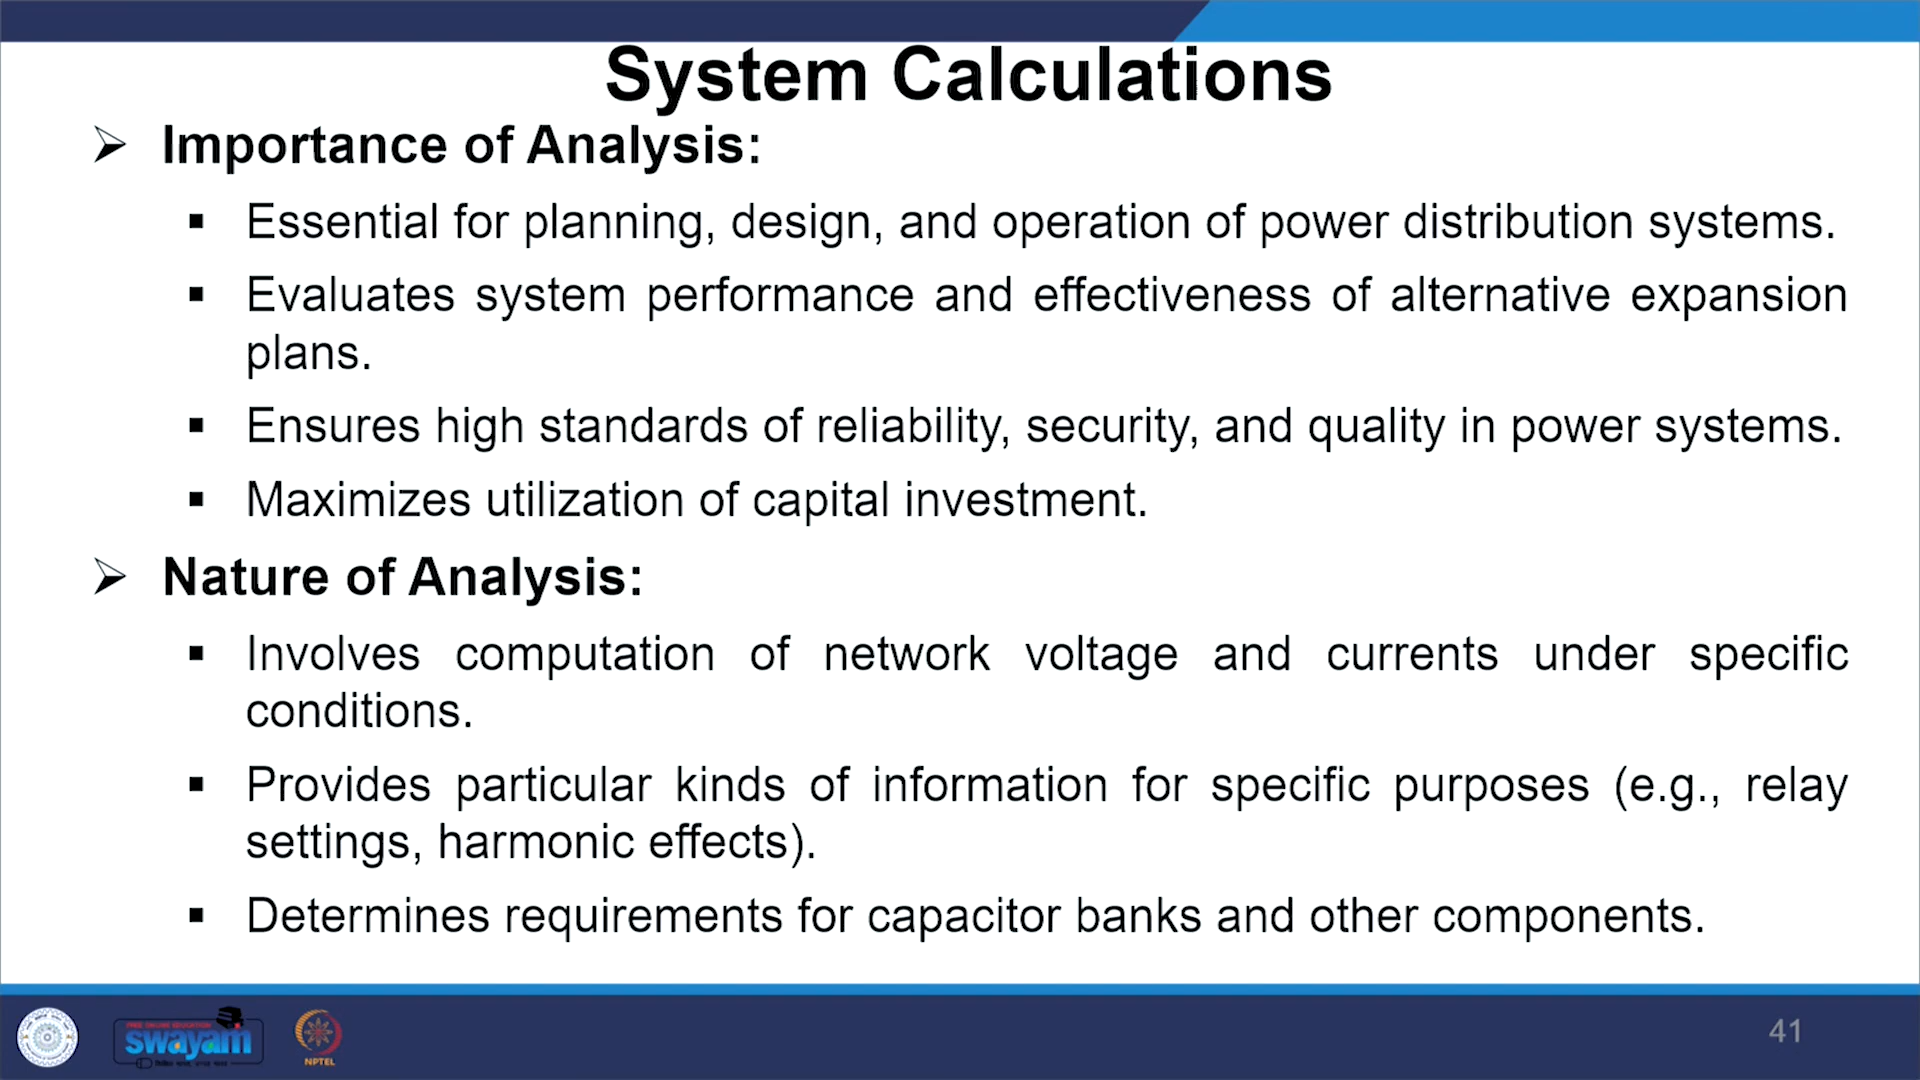 System Calculations
Importance of Analysis:
Essential for planning, design, and operation of power distribution systems.
Evaluates system performance and effectiveness of alternative expansion
plans.
Ensures high standards of reliability, security, and quality in power systems.
Maximizes utilization of capital investment.
Nature of Analysis:
Involves computation of network voltage and currents under specific
conditions.
Provides particular kinds of information for specific purposes (e.g., relay
settings, harmonic effects).
Determines requirements for capacitor banks and other components.
FREE ONLINE EDUCATION
swayam
NPTEL
41